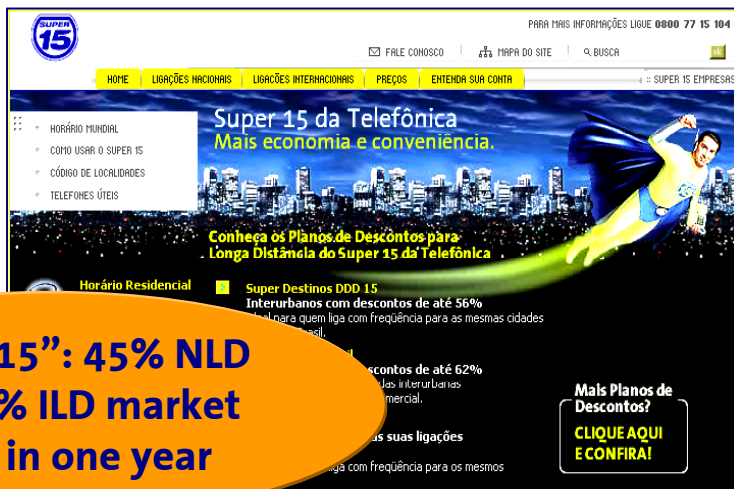 SUPER
15
PARA MAIS INFORMAÇÕES LIGUE 0800 77 15 104
FALE CONOSCO
MAPA DO SITE
BUSCA
ok
HOME
LIGAÇÕES NACIONAIS
LIGACÕES INTERNACIONAIS
PREÇOS
ENTENDA SUA CONTA
:: SUPER 15 EMPRESAS
HORÁRIO MUNDIAL
COMO USAR O SUPER 15
CÓDIGO DE LOCALIDADES
TELEFONES ÚTEIS
Super 15 da Telefônica
Mais economia e conveniência.
Conheça os Planos de Descontos para
Longa Distância do Super 15 da Telefônica
Horário Residencial
Super Destinos DDD 15
Interurbanos com descontos de até 56%
para quem liga com freqüência para as mesmas cidades
descontos de até 62%
das interurbanas
suas ligações
liga com freqüência para os mesmos
15”: 45% NLD
% ILD market
in one year
Mais Planos de
Descontos?
CLIQUE AQUI
E CONFIRA!